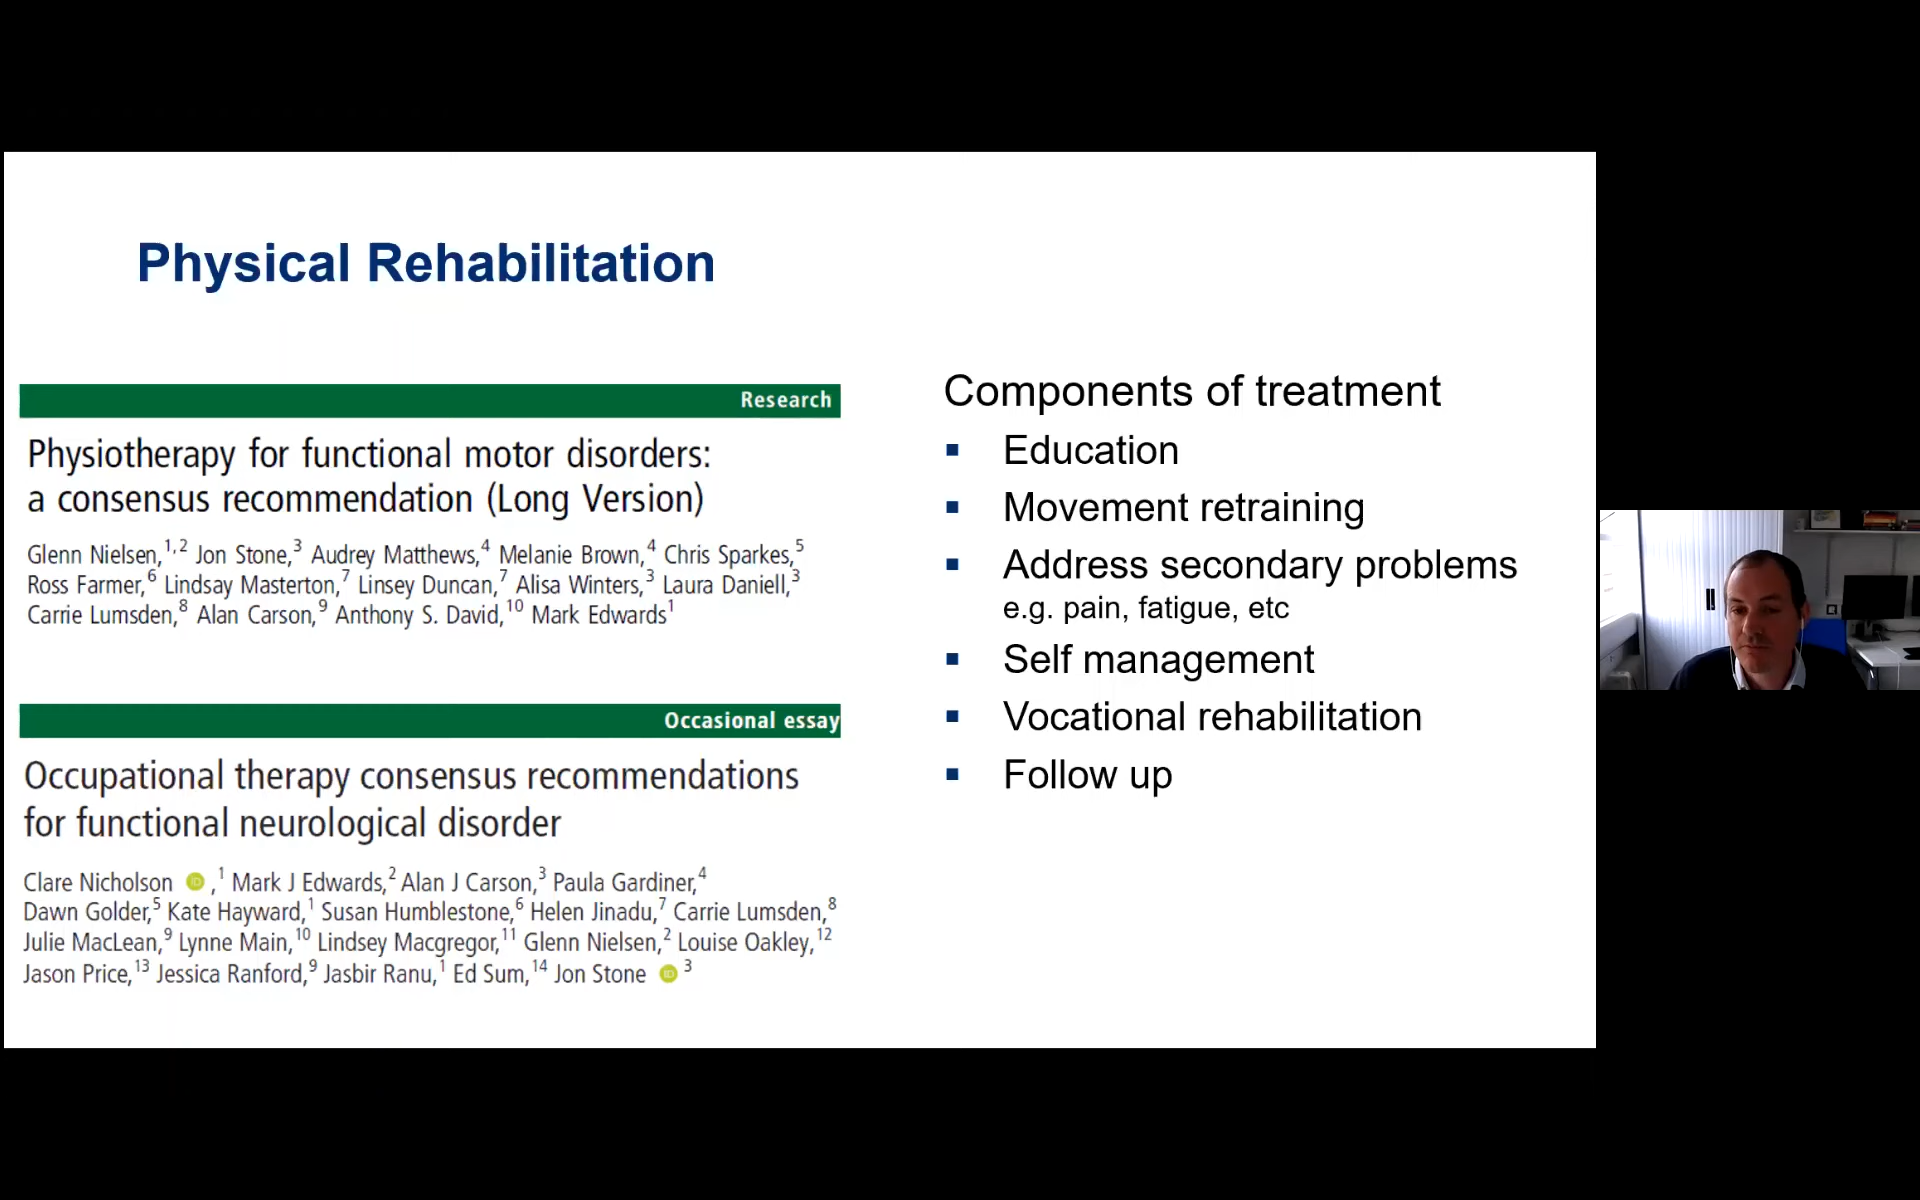 Physical Rehabilitation
Research
Physiotherapy for functional motor disorders:
a consensus recommendation (Long Version)
Glenn Nielsen,1,2 Jon Stone,3 Audrey Matthews,4 Melanie Brown,4 Chris Sparkes,5
Ross Farmer,6 Lindsay Masterton,7 Linsey Duncan,7 Alisa Winters,3 Laura Daniell,3
Carrie Lumsden,8 Alan Carson,9 Anthony S. David,10 Mark Edwards1
Occasional essay
Occupational therapy consensus recommendations
for functional neurological disorder
Clare Nicholson iD ,1 Mark J Edwards,2 Alan J Carson,3 Paula Gardiner,4
Dawn Golder,5 Kate Hayward,1 Susan Humblestone,6 Helen Jinadu,7 Carrie Lumsden,8
Julie MacLean,9 Lynne Main,10 Lindsey Macgregor,11 Glenn Nielsen,2 Louise Oakley,12
Jason Price,13 Jessica Ranford,9 Jasbir Ranu,1 Ed Sum,14 Jon Stone iD 3
Components of treatment
▪ Education
▪ Movement retraining
▪ Address secondary problems
e.g. pain, fatigue, etc
▪ Self management
▪ Vocational rehabilitation
▪ Follow up